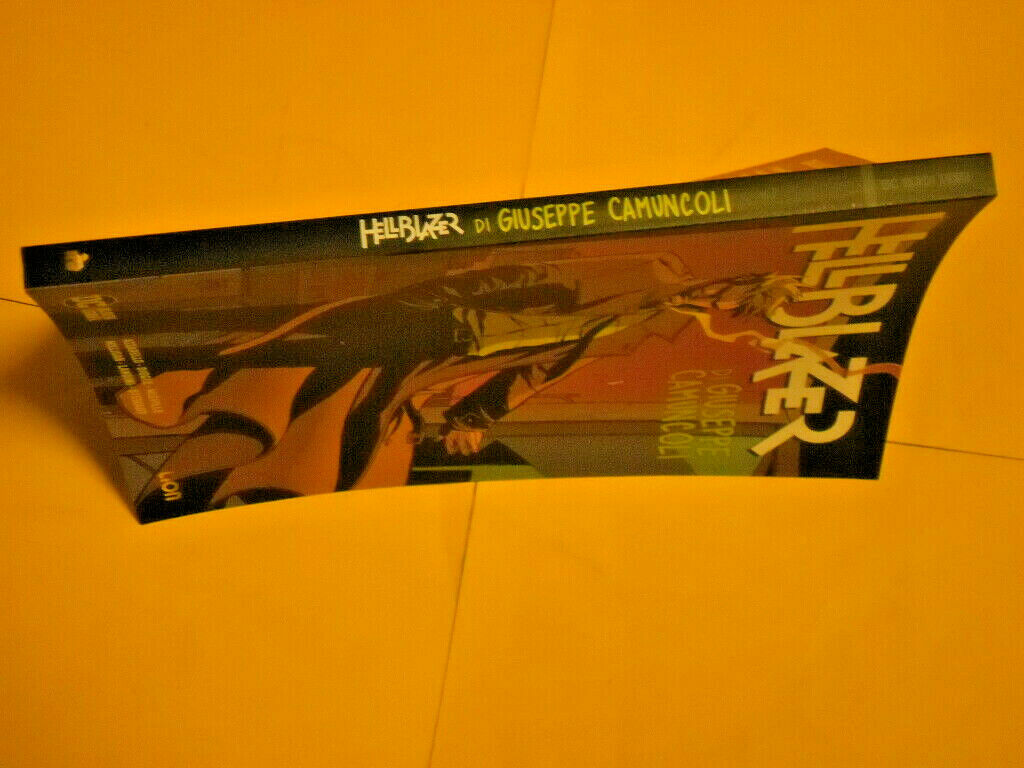 HELLBLAZER DI GIUSEPPE CAMUNCOLI
HELLBLAZER
DI GIUSEPPE
CAMUNCOLI
LION